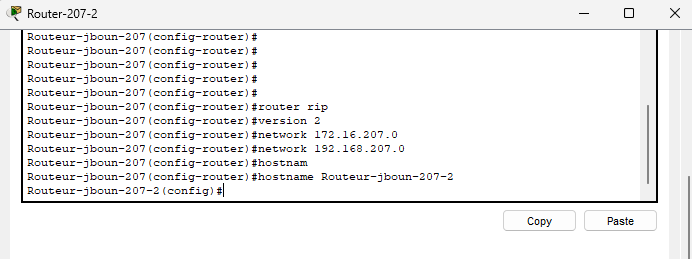 Router-207-2
Routeur-jboun-207(config-router)#
Routeur-jboun-207(config-router)#
Routeur-jboun-207(config-router)#
Routeur-jboun-207(config-router)#
Routeur-jboun-207(config-router)#
Routeur-jboun-207(config-router)#router rip
Routeur-jboun-207(config-router)#version 2
Routeur-jboun-207(config-router)#network 172.16.207.0
Routeur-jboun-207(config-router)#network 192.168.207.0
Routeur-jboun-207(config-router)#hostnam
Routeur-jboun-207(config-router)#hostname Routeur-jboun-207-2
Routeur-jboun-207-2(config)#
Copy Paste